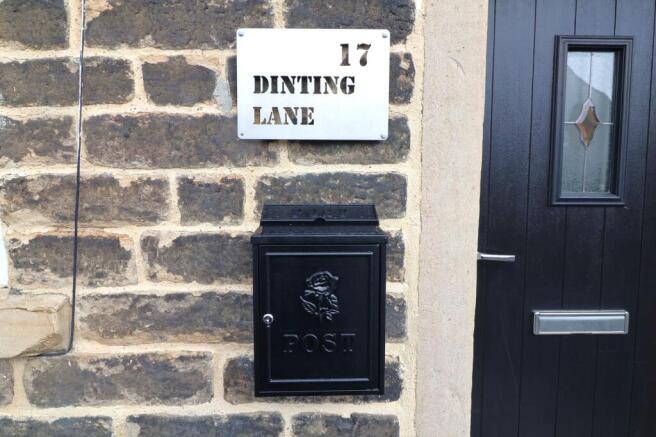 17
DINTING
LANE
POST